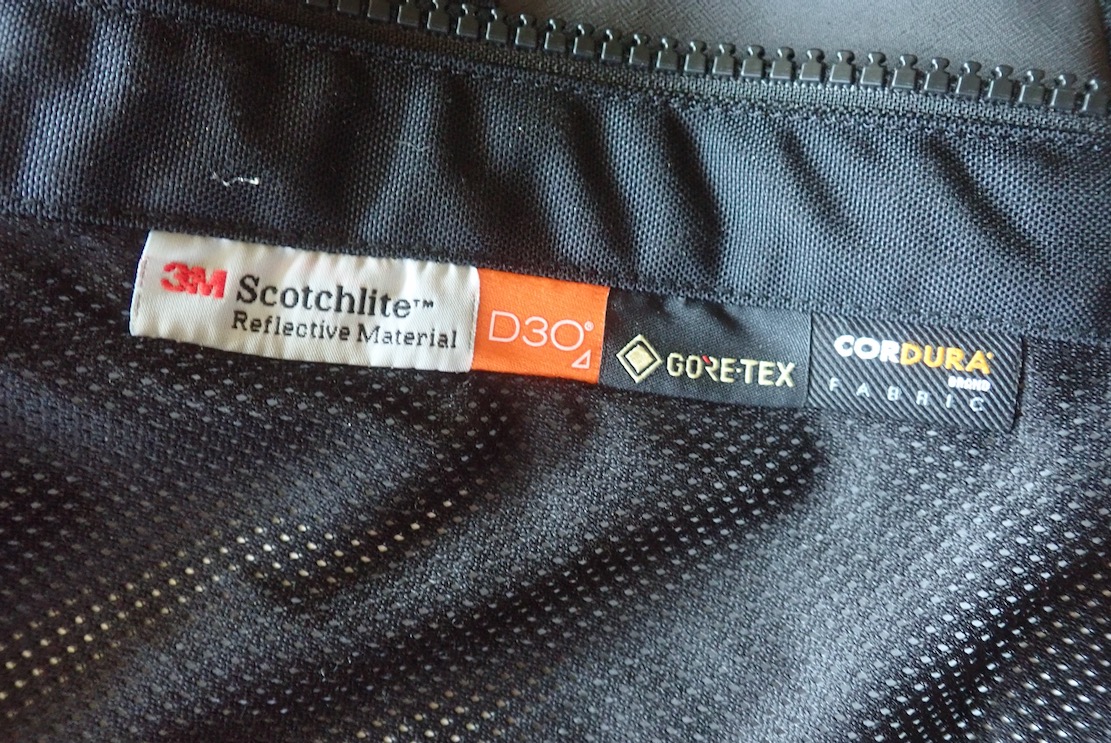 3M Scotchlite™
Reflective Material
D3O®
GORE-TEX
CORDURA®
BRAND
FABRIC